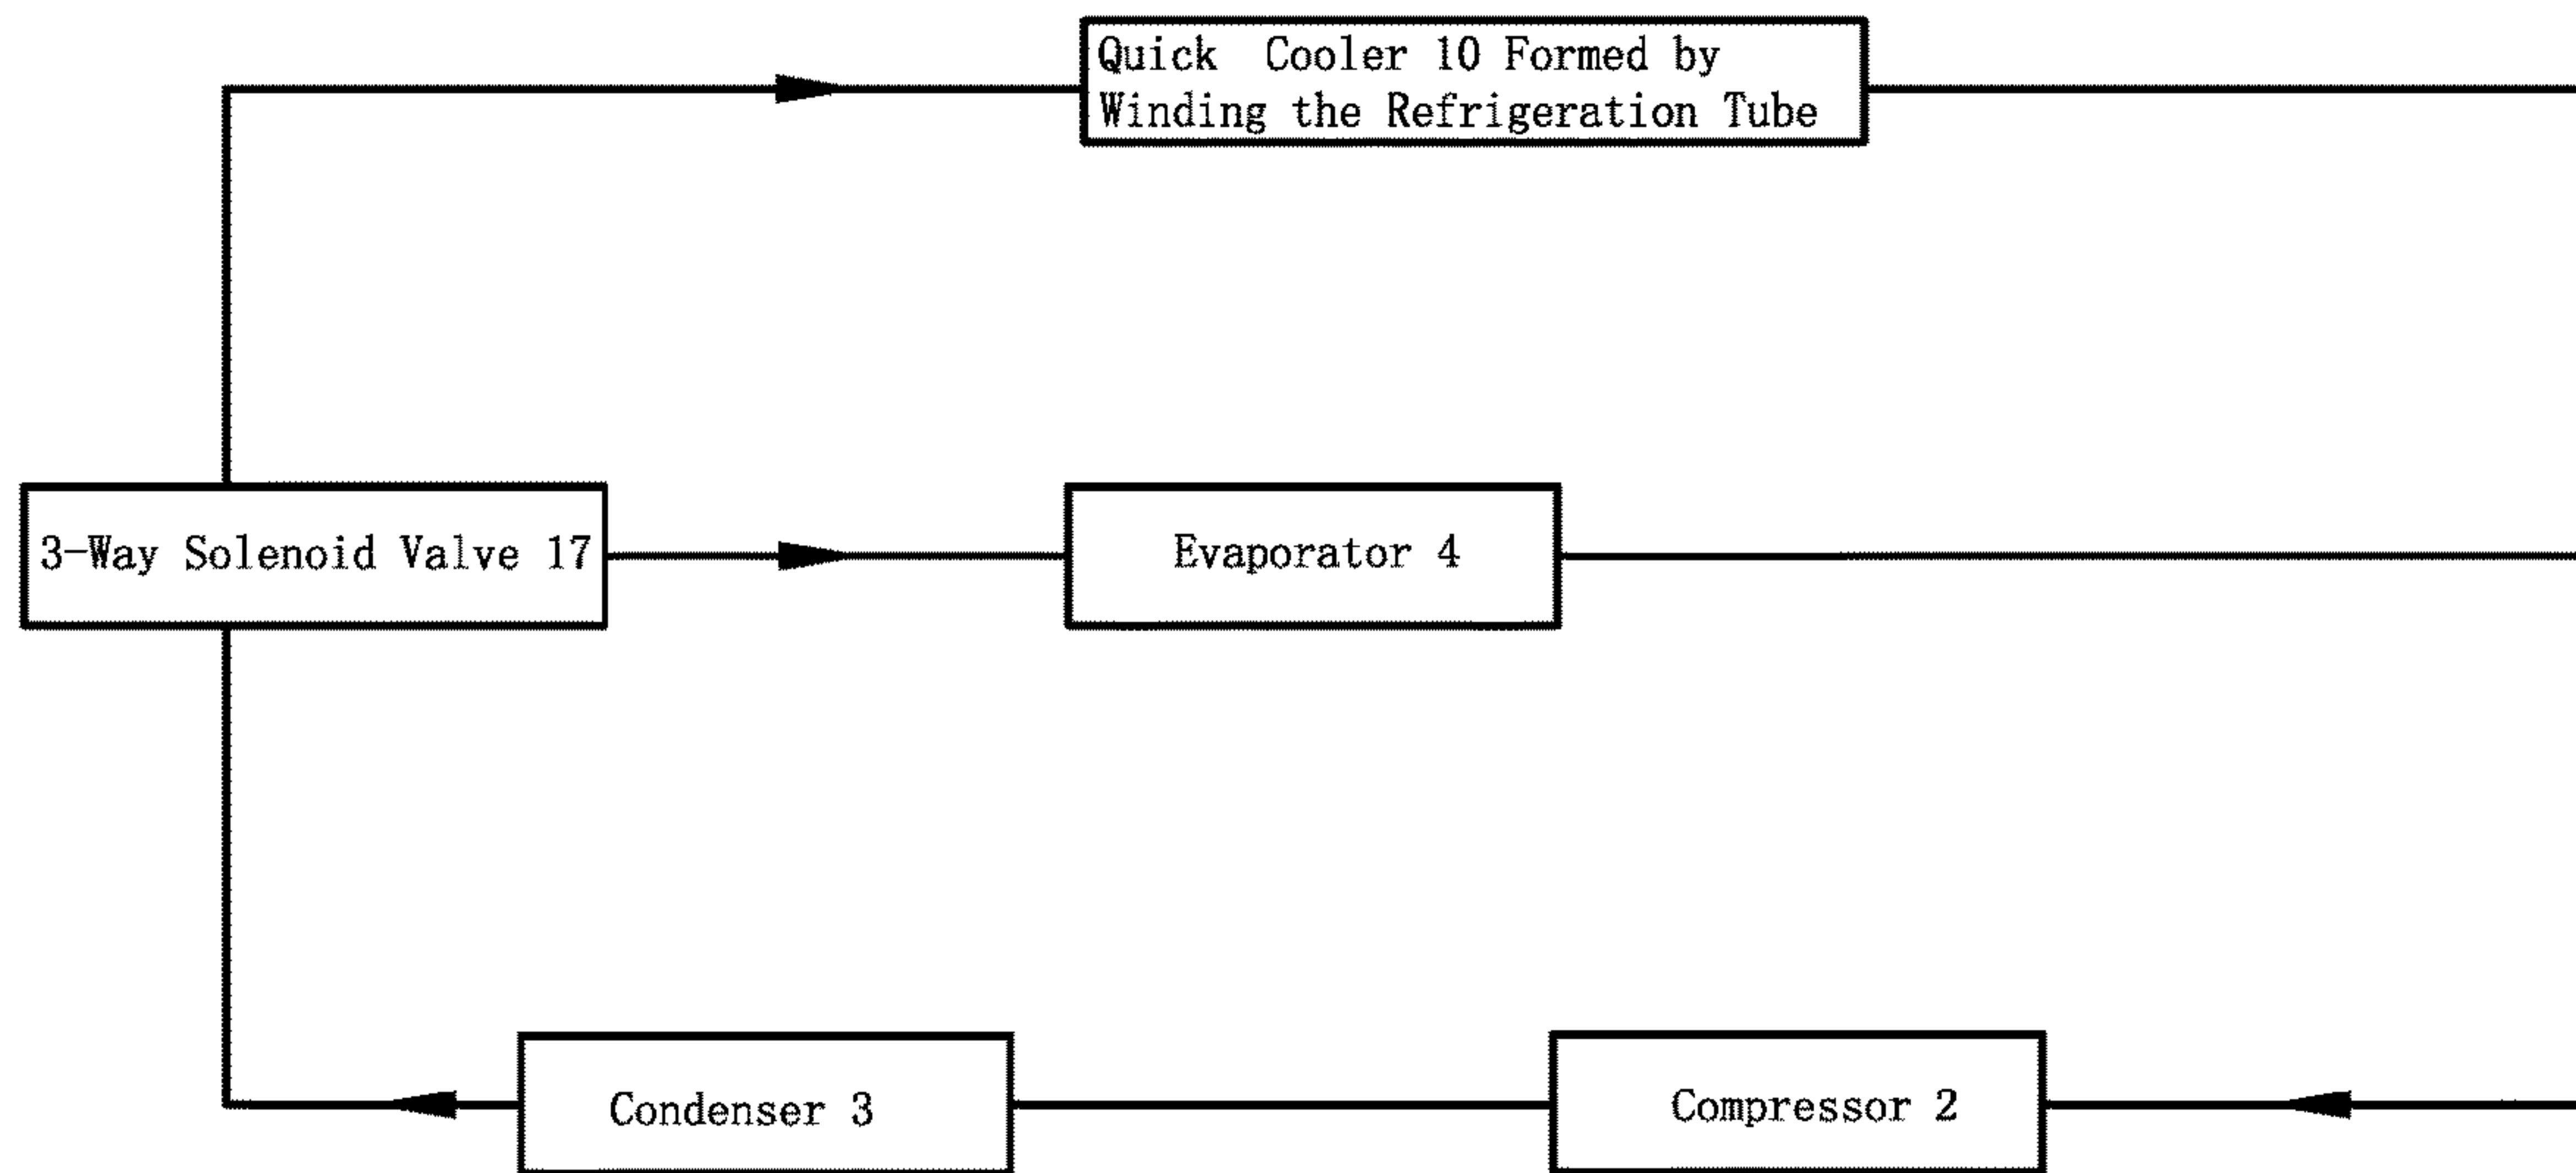 Quick Cooler 10 Formed by
Winding the Refrigeration Tube
3-Way Solenoid Valve 17
Evaporator 4
Condenser 3
Compressor 2